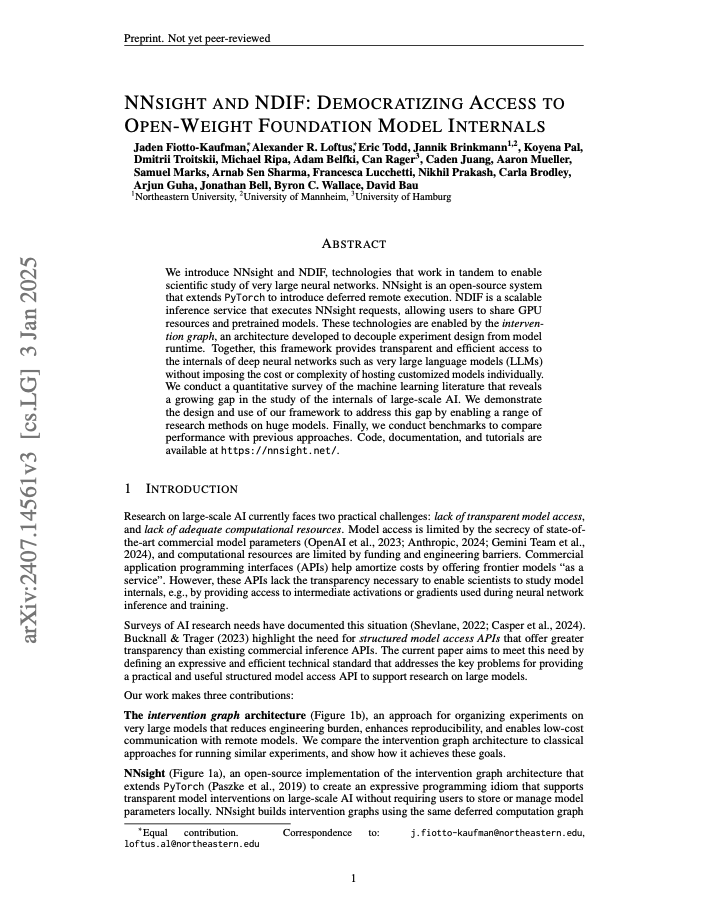 Preprint. Not yet peer-reviewed
NNSIGHT AND NDIF: DEMOCRATIZING ACCESS TO
OPEN-WEIGHT FOUNDATION MODEL INTERNALS
Jaden Fiotto-Kaufman,* Alexander R. Loftus,* Eric Todd, Jannik Brinkmann1,2, Koyena Pal,
Dmitrii Troitskii, Michael Ripa, Adam Belfki, Can Rager3, Caden Juang, Aaron Mueller,
Samuel Marks, Arnab Sen Sharma, Francesca Lucchetti, Nikhil Prakash, Carla Brodley,
Arjun Guha, Jonathan Bell, Byron C. Wallace, David Bau
1Northeastern University, 2University of Mannheim, 3University of Hamburg
ABSTRACT
We introduce NNsight and NDIF, technologies that work in tandem to enable
scientific study of very large neural networks. NNsight is an open-source system
that extends PyTorch to introduce deferred remote execution. NDIF is a scalable
inference service that executes NNsight requests, allowing users to share GPU
resources and pretrained models. These technologies are enabled by the interven-
tion graph, an architecture developed to decouple experiment design from model
runtime. Together, this framework provides transparent and efficient access to
the internals of deep neural networks such as very large language models (LLMs)
without imposing the cost or complexity of hosting customized models individually.
We conduct a quantitative survey of the machine learning literature that reveals
a growing gap in the study of the internals of large-scale AI. We demonstrate
the design and use of our framework to address this gap by enabling a range of
research methods on huge models. Finally, we conduct benchmarks to compare
performance with previous approaches. Code, documentation, and tutorials are
available at https://nnsight.net/.
1 INTRODUCTION
Research on large-scale AI currently faces two practical challenges: lack of transparent model access,
and lack of adequate computational resources. Model access is limited by the secrecy of state-of-
the-art commercial model parameters (OpenAI et al., 2023; Anthropic, 2024; Gemini Team et al.,
2024), and computational resources are limited by funding and engineering barriers. Commercial
application programming interfaces (APIs) help amortize costs by offering frontier models “as a
service”. However, these APIs lack the transparency necessary to enable scientists to study model
internals, e.g., by providing access to intermediate activations or gradients used during neural network
inference and training.
Surveys of AI research needs have documented this situation (Shevlane, 2022; Casper et al., 2024).
Bucknall & Trager (2023) highlight the need for structured model access APIs that offer greater
transparency than existing commercial inference APIs. The current paper aims to meet this need by
defining an expressive and efficient technical standard that addresses the key problems for providing
a practical and useful structured model access API to support research on large models.
Our work makes three contributions:
The intervention graph architecture (Figure 1b), an approach for organizing experiments on
very large models that reduces engineering burden, enhances reproducibility, and enables low-cost
communication with remote models. We compare the intervention graph architecture to classical
approaches for running similar experiments, and show how it achieves these goals.
NNsight (Figure 1a), an open-source implementation of the intervention graph architecture that
extends PyTorch (Paszke et al., 2019) to create an expressive programming idiom that supports
transparent model interventions on large-scale AI without requiring users to store or manage model
parameters locally. NNsight builds intervention graphs using the same deferred computation graph
*Equal contribution. Correspondence to: j.fiotto-kaufman@northeastern.edu,
loftus.al@northeastern.edu
1
arXiv:2407.14561v3 [cs.LG] 3 Jan 2025